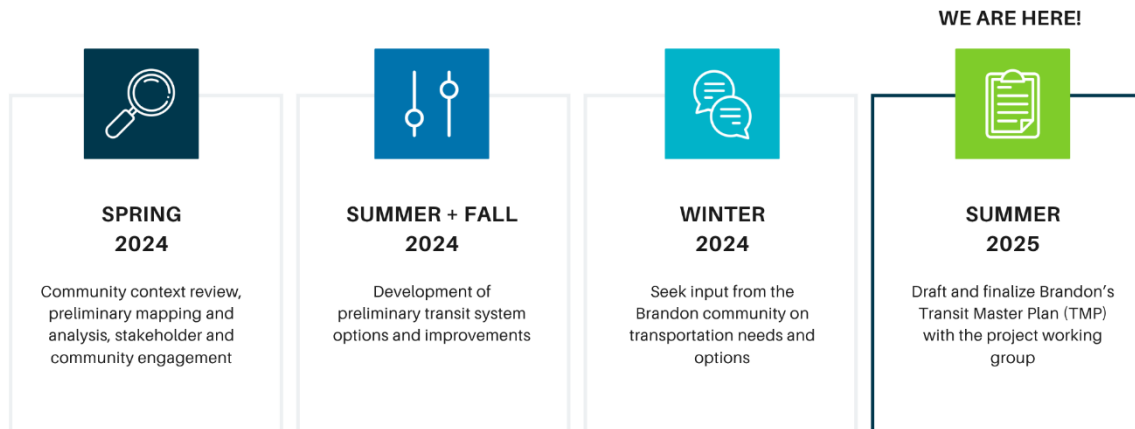 WE ARE HERE!
SPRING
2024
Community context review,
preliminary mapping and
analysis, stakeholder and
community engagement
SUMMER + FALL
2024
Development of
preliminary transit system
options and improvements
WINTER
2024
Seek input from the
Brandon community on
transportation needs and
options
SUMMER
2025
Draft and finalize Brandon’s
Transit Master Plan (TMP)
with the project working
group